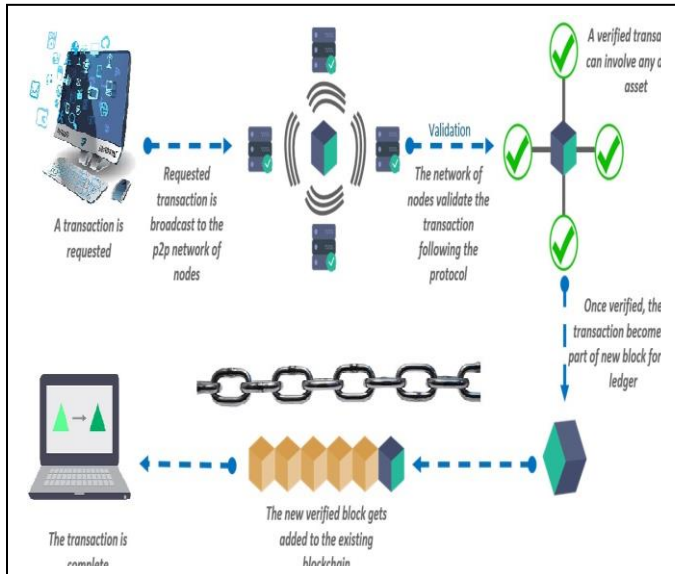 A verified transa
can involve any d
asset
Validation
A transaction is
requested
Requested
transaction is
broadcast to the
p2p network of
nodes
The network of
nodes validate the
transaction
following the
protocol
Once verified, the
transaction become
part of new block for
ledger
The transaction is
complete
The new verified block gets
added to the existing
blockchain